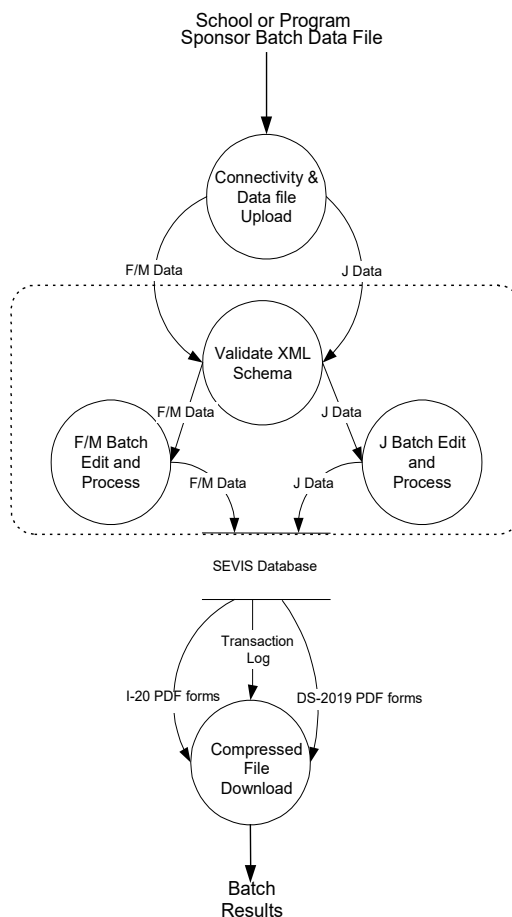 School or Program
Sponsor Batch Data File
Connectivity &
Data file
Upload
F/M Data
J Data
Validate XML
Schema
F/M Data
J Data
F/M Batch
Edit and
Process
J Batch Edit
and
Process
F/M Data
J Data
SEVIS Database
Transaction
Log
I-20 PDF forms
DS-2019 PDF forms
Compressed
File
Download
Batch
Results